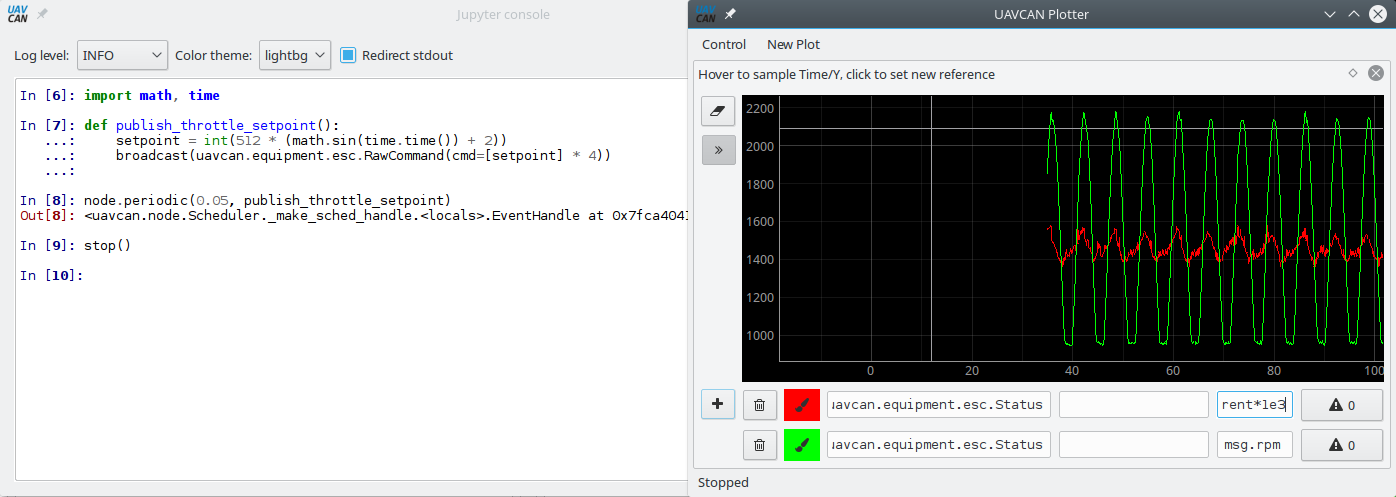 UAV
CAN
Jupyter console
Log level: INFO Color theme: lightbg Redirect stdout
In [6]: import math, time
In [7]: def publish_throttle_setpoint():
...: setpoint = int(512 * (math.sin(time.time()) + 2))
...: broadcast(uavcan.equipment.esc.RawCommand(cmd=[setpoint] * 4))
...:
In [8]: node.periodic(0.05, publish_throttle_setpoint)
Out[8]: <uavcan.node.Scheduler._make_sched_handle.<locals>.EventHandle at 0x7fca404
In [9]: stop()
In [10]:
UAV
CAN
UAVCAN Plotter
Control New Plot
Hover to sample Time/Y, click to set new reference
2200
2000
1800
1600
1400
1200
1000
0 20 40 60 80 100
uavcan.equipment.esc.Status rent*1e3 0
uavcan.equipment.esc.Status msg.rpm 0
Stopped